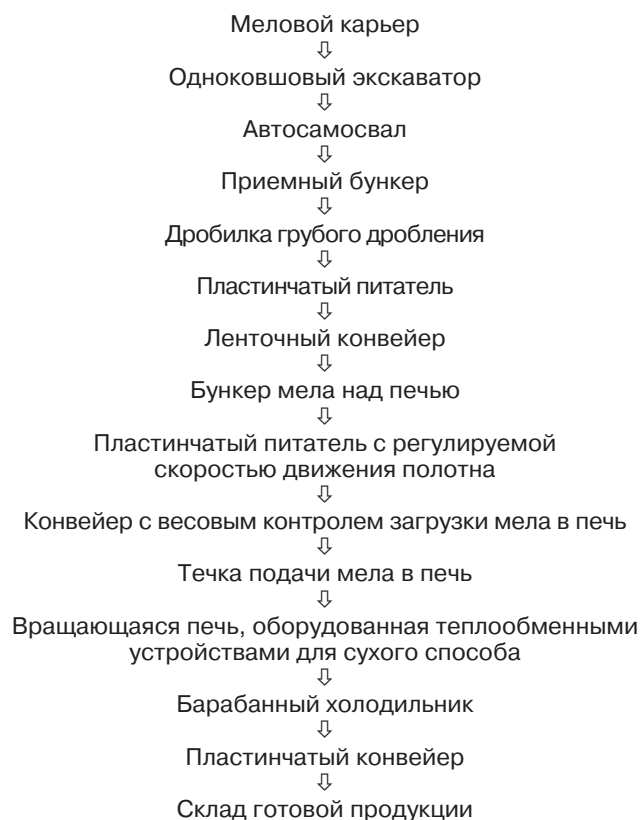 Меловой карьер
⇩
Одноковшовый экскаватор
⇩
Автосамосвал
⇩
Приемный бункер
⇩
Дробилка грубого дробления
⇩
Пластинчатый питатель
⇩
Ленточный конвейер
⇩
Бункер мела над печью
⇩
Пластинчатый питатель с регулируемой
скоростью движения полотна
⇩
Конвейер с весовым контролем загрузки мела в печь
⇩
Течка подачи мела в печь
⇩
Вращающаяся печь, оборудованная теплообменными
устройствами для сухого способа
⇩
Барабанный холодильник
⇩
Пластинчатый конвейер
⇩
Склад готовой продукции